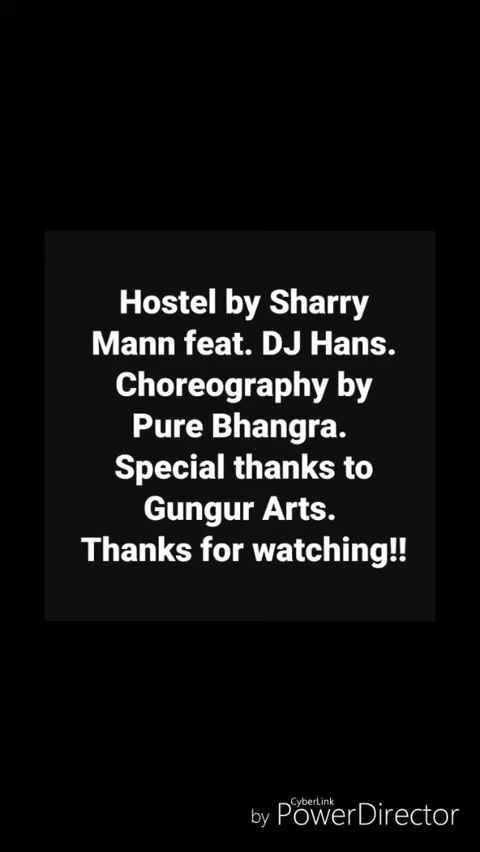 Hostel by Sharry
Mann feat. DJ Hans.
Choreography by
Pure Bhangra.
Special thanks to
Gungur Arts.
Thanks for watching!!
CyberLink
by PowerDirector